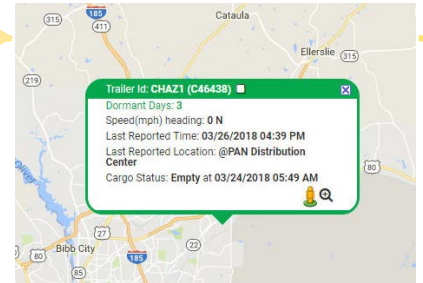 315
185
411
Cataula
Ellerslie
315
219
Trailer Id: CHAZ1 (C46438)
Dormant Days: 3
Speed(mph) heading: 0 N
Last Reported Time: 03/26/2018 04:39 PM
Last Reported Location: @PAN Distribution
Center
Cargo Status: Empty at 03/24/2018 05:49 AM
80
27
Bibb City
22
80
185
85